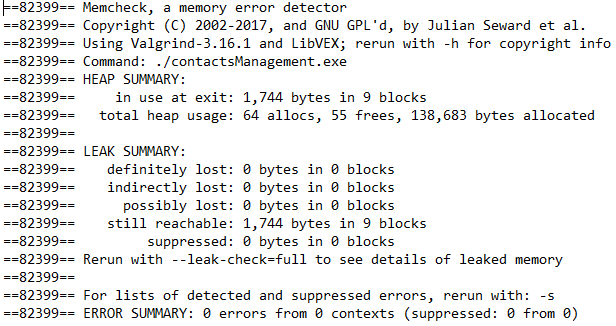 ==82399== Memcheck, a memory error detector
==82399== Copyright (C) 2002-2017, and GNU GPL'd, by Julian Seward et al.
==82399== Using Valgrind-3.16.1 and LibVEX; rerun with -h for copyright info
==82399== Command: ./contactsManagement.exe
==82399== HEAP SUMMARY:
==82399==     in use at exit: 1,744 bytes in 9 blocks
==82399==   total heap usage: 64 allocs, 55 frees, 138,683 bytes allocated
==82399==
==82399== LEAK SUMMARY:
==82399==    definitely lost: 0 bytes in 0 blocks
==82399==    indirectly lost: 0 bytes in 0 blocks
==82399==      possibly lost: 0 bytes in 0 blocks
==82399==    still reachable: 1,744 bytes in 9 blocks
==82399==         suppressed: 0 bytes in 0 blocks
==82399== Rerun with --leak-check=full to see details of leaked memory
==82399==
==82399== For lists of detected and suppressed errors, rerun with: -s
==82399== ERROR SUMMARY: 0 errors from 0 contexts (suppressed: 0 from 0)